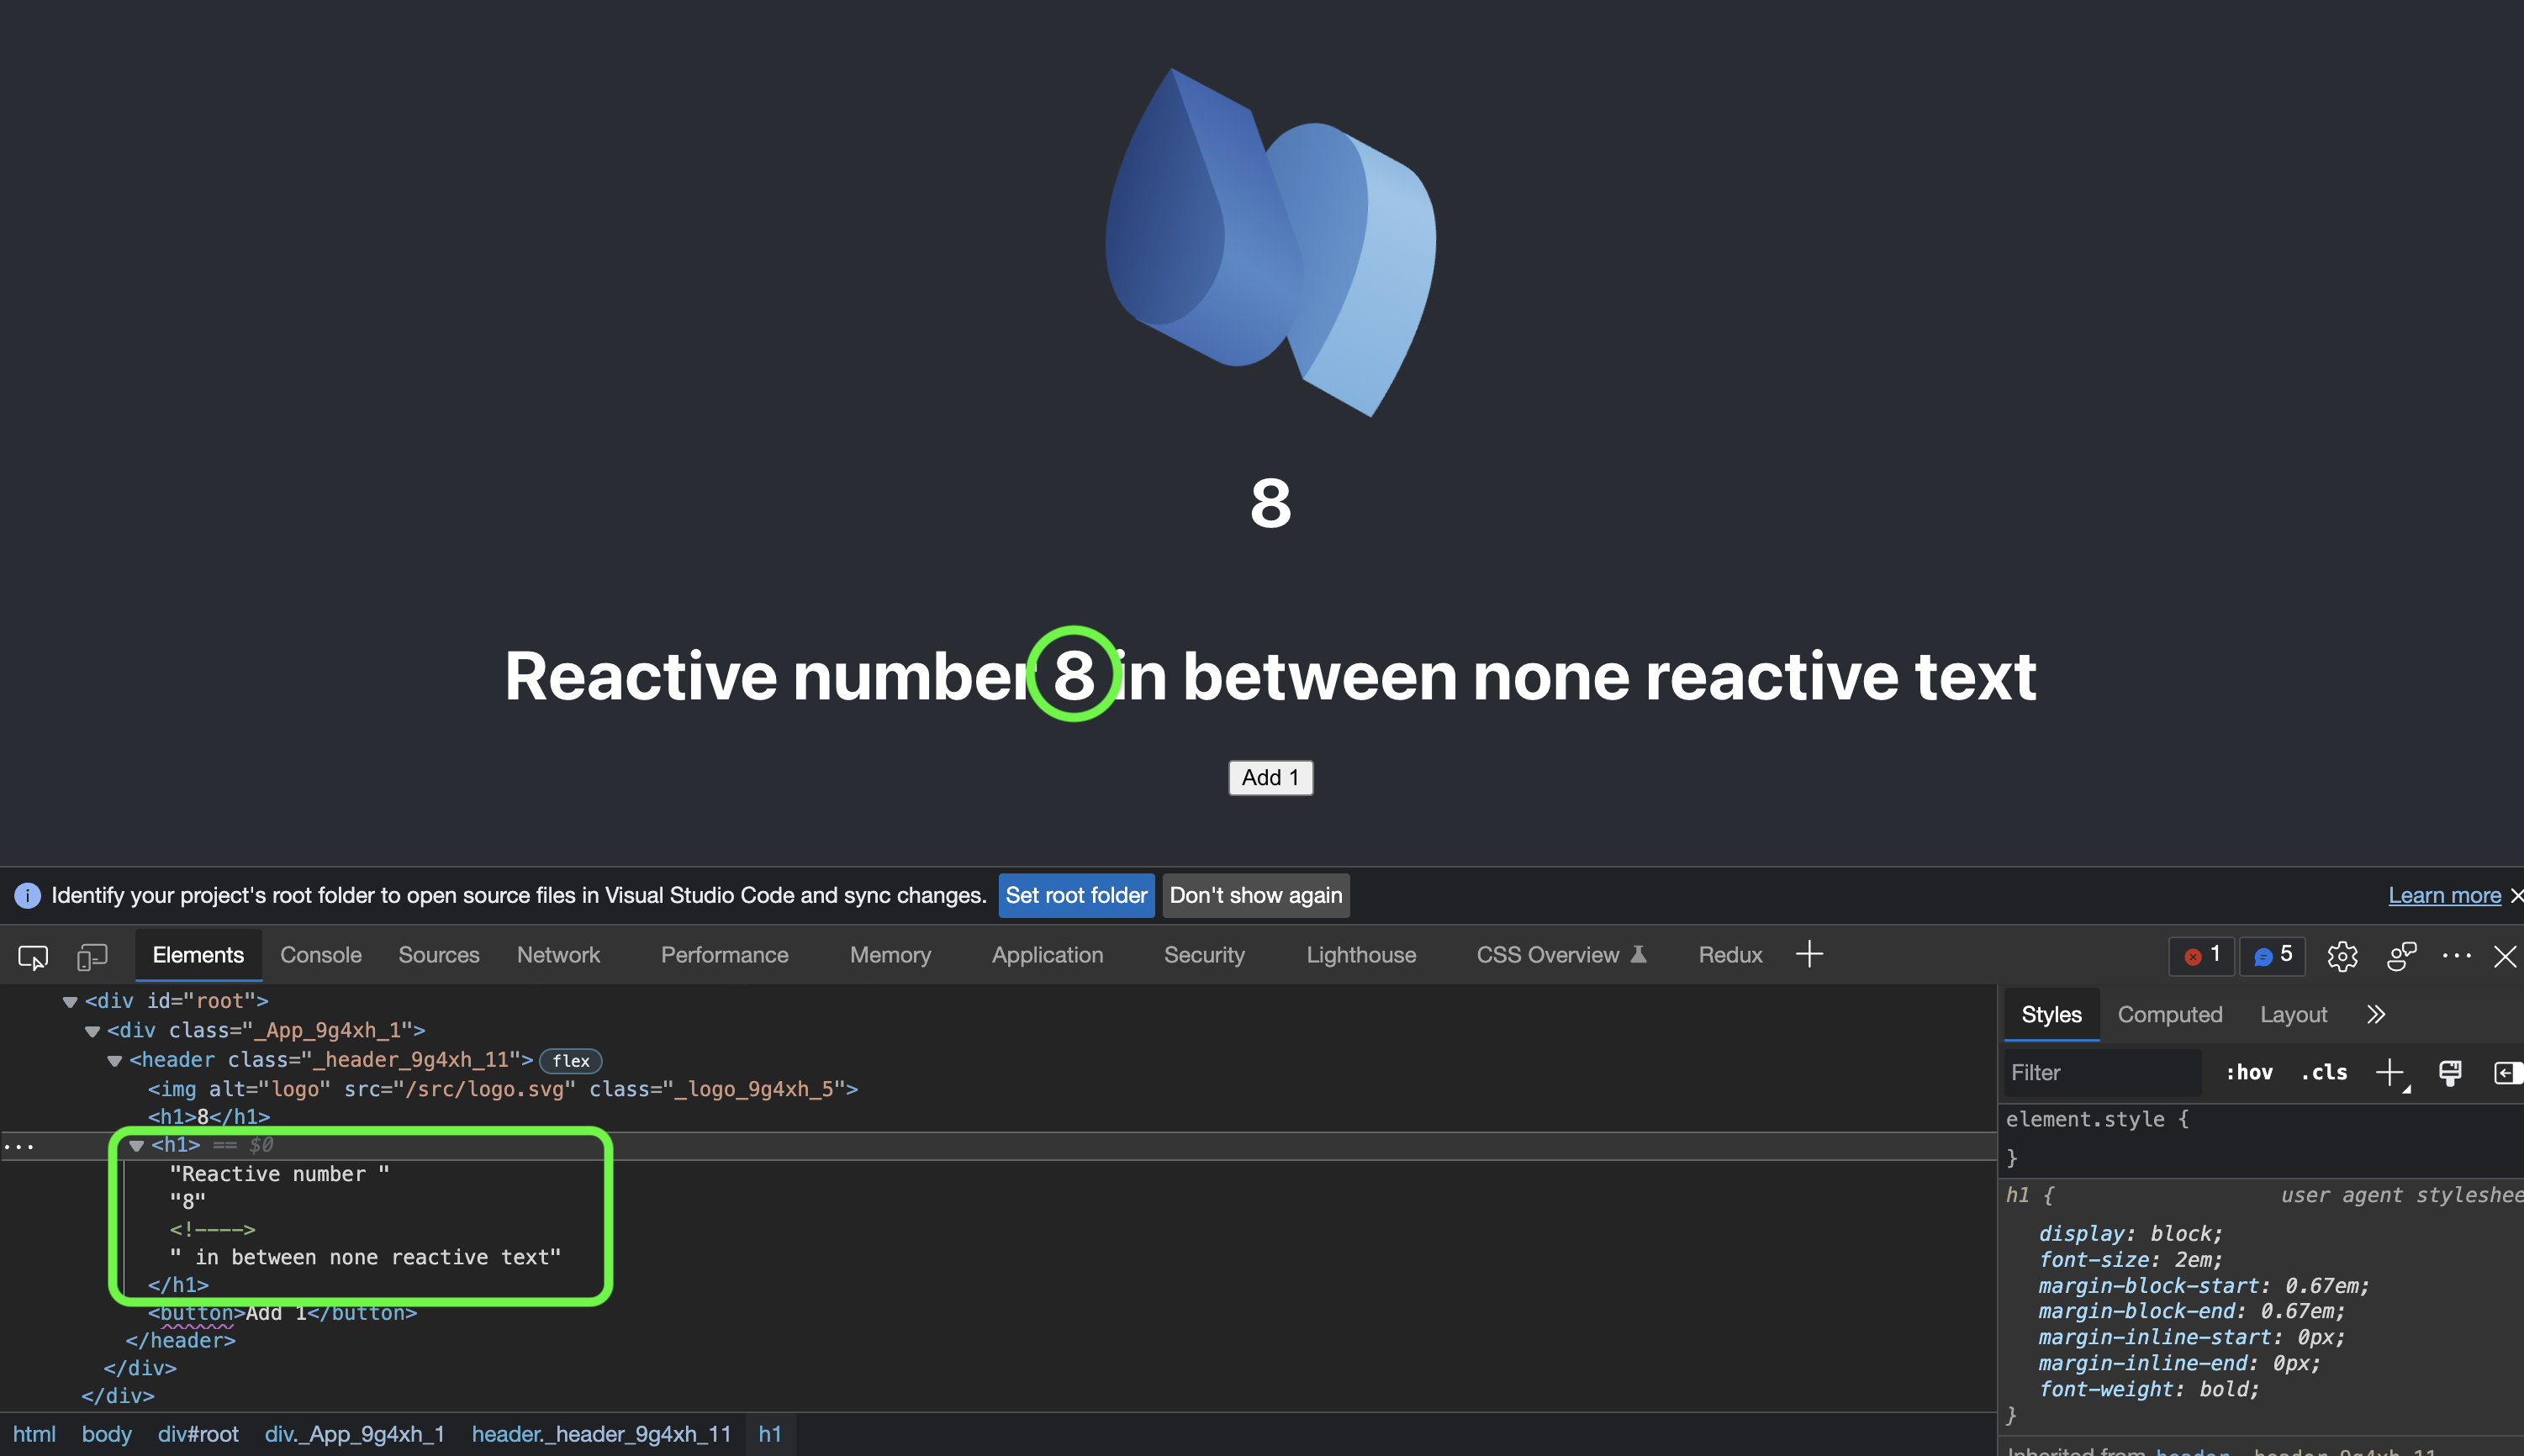 8
Reactive number 8 in between none reactive text
Add 1
Identify your project's root folder to open source files in Visual Studio Code and sync changes. Set root folder Don't show again Learn more
Elements Console Sources Network Performance Memory Application Security Lighthouse CSS Overview Redux 1 5
<div id="root">
<div class="_App_9g4xh_1">
<header class="_header_9g4xh_11"> flex
<img alt="logo" src="/src/logo.svg" class="_logo_9g4xh_5">
<h1>8</h1>
... <h1> == $0
"Reactive number "
"8"
<!---->
" in between none reactive text"
</h1>
<button>Add 1</button>
</header>
</div>
</div>
html body div#root div._App_9g4xh_1 header._header_9g4xh_11 h1
Styles Computed Layout
Filter :hov .cls
element.style {
}
h1 { user agent styleshee
display: block;
font-size: 2em;
margin-block-start: 0.67em;
margin-block-end: 0.67em;
margin-inline-start: 0px;
margin-inline-end: 0px;
font-weight: bold;
}
Inherited from header._header_9g4xh_11